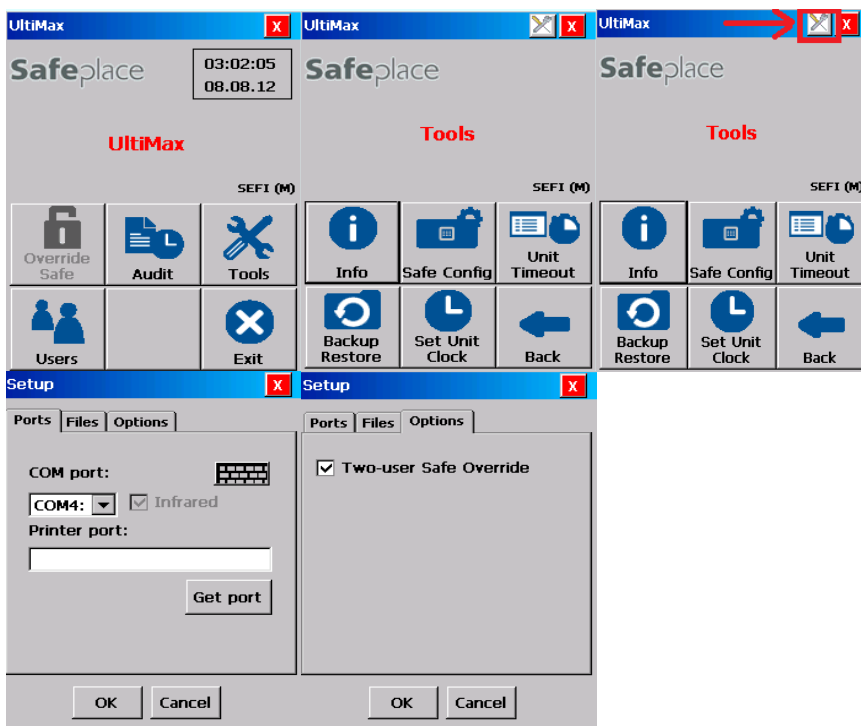 UltiMax
X
Safeplace
03:02:05
08.08.12
UltiMax
SEFI (M)
Override
Safe
Audit
Tools
Users
Exit
UltiMax
X
Safeplace
Tools
SEFI (M)
Info
Safe Config
Unit
Timeout
Backup
Restore
Set Unit
Clock
Back
UltiMax
X
Safeplace
Tools
SEFI (M)
Info
Safe Config
Unit
Timeout
Backup
Restore
Set Unit
Clock
Back
Setup
X
Ports Files Options
COM port:
COM4: Infrared
Printer port:
Get port
OK Cancel
Setup
X
Ports Files Options
Two-user Safe Override
OK Cancel